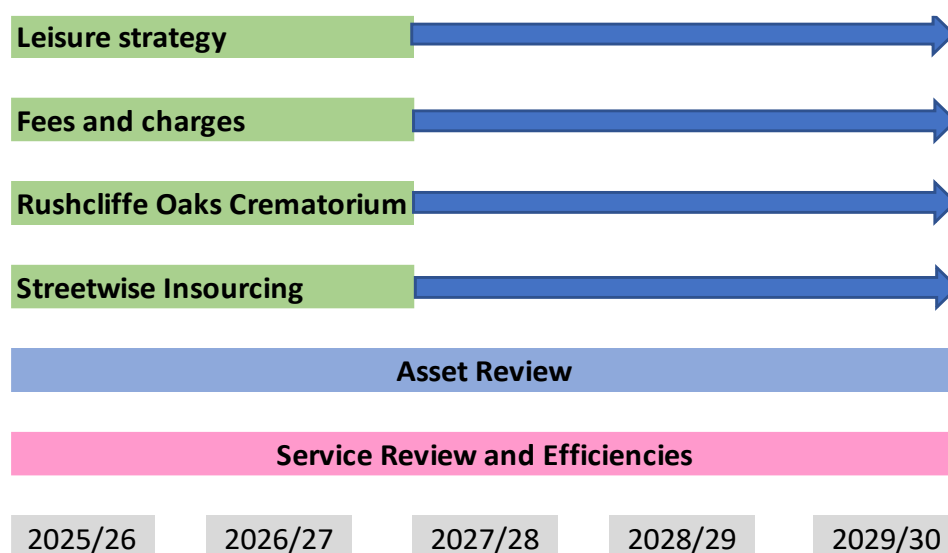 Leisure strategy
Fees and charges
Rushcliffe Oaks Crematorium
Streetwise Insourcing
Asset Review
Service Review and Efficiencies
2025/26 2026/27 2027/28 2028/29 2029/30